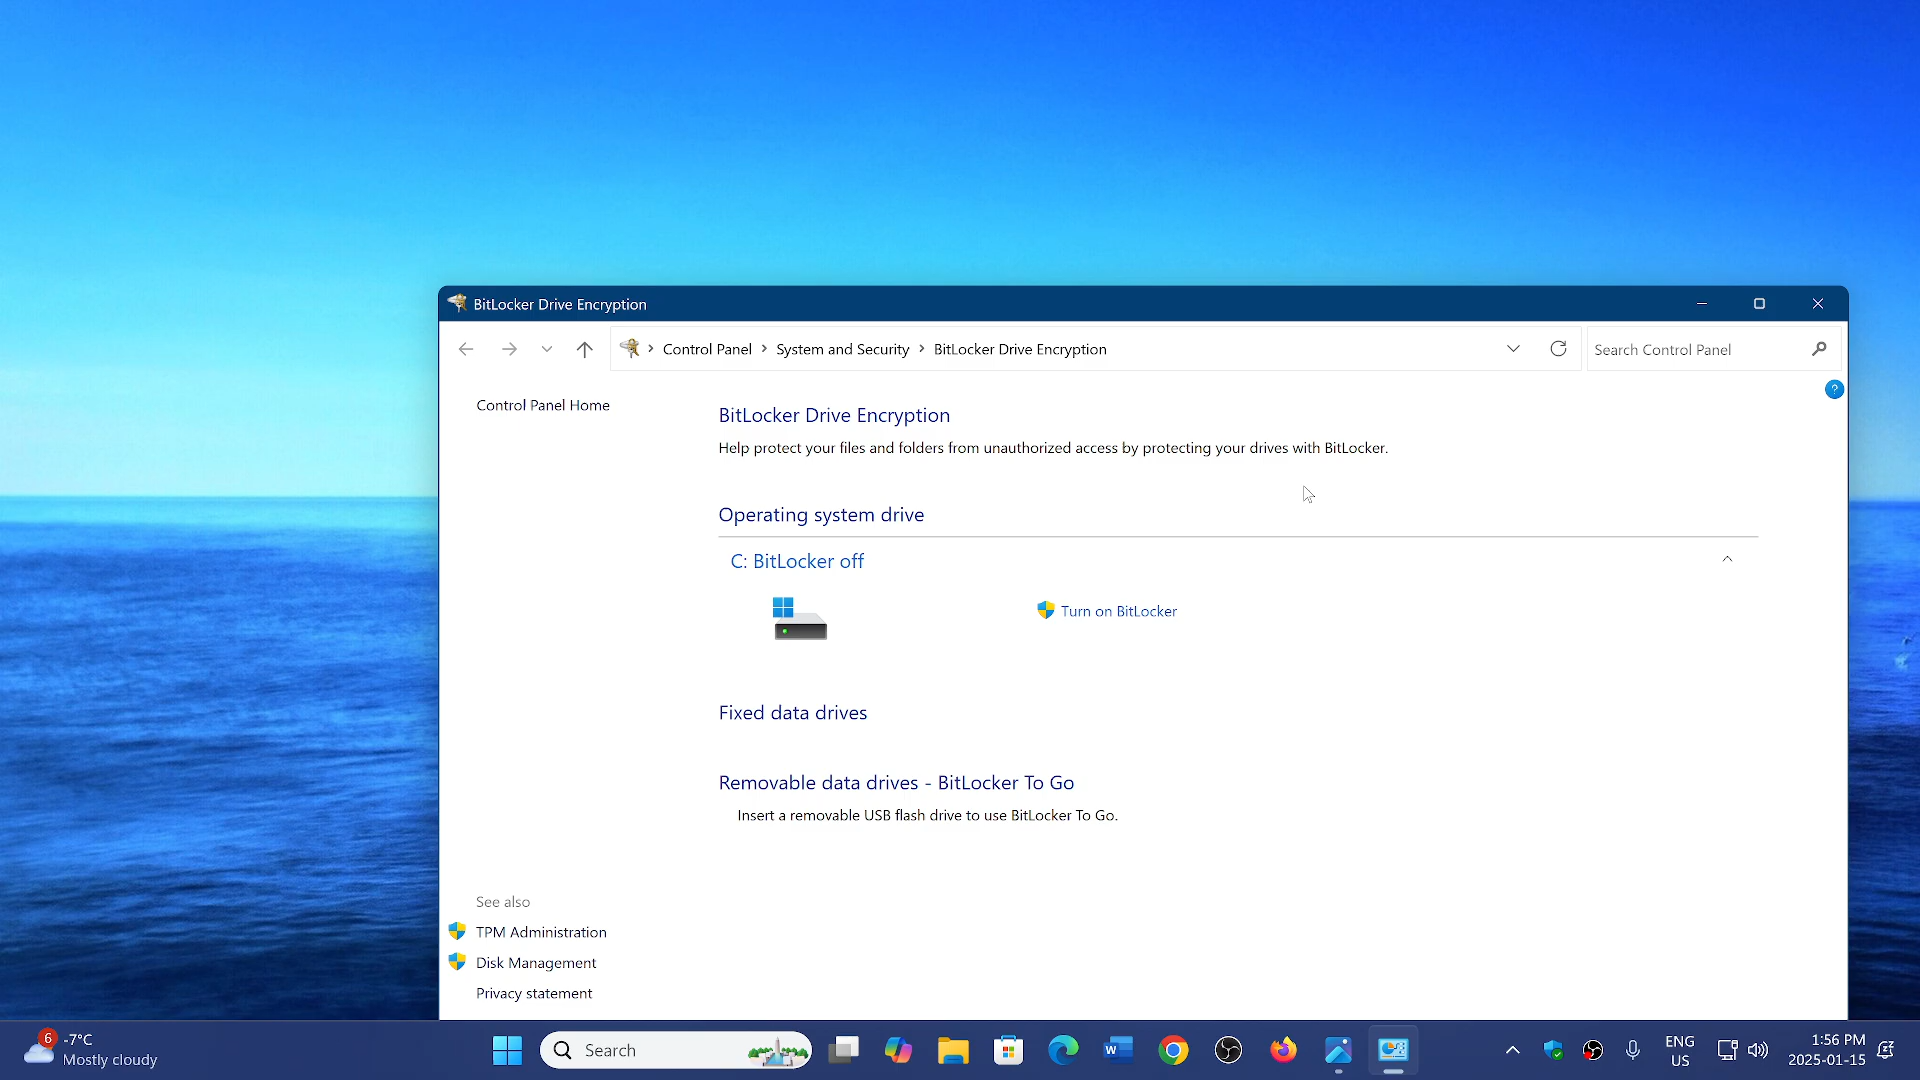 BitLocker Drive Encryption
Control Panel > System and Security > BitLocker Drive Encryption
Search Control Panel
?
Control Panel Home
BitLocker Drive Encryption
Help protect your files and folders from unauthorized access by protecting your drives with BitLocker.
Operating system drive
C: BitLocker off
Turn on BitLocker
Fixed data drives
Removable data drives - BitLocker To Go
Insert a removable USB flash drive to use BitLocker To Go.
See also
TPM Administration
Disk Management
Privacy statement
6
-7°C
Mostly cloudy
Search
W
ENG
US
1:56 PM
2025-01-15